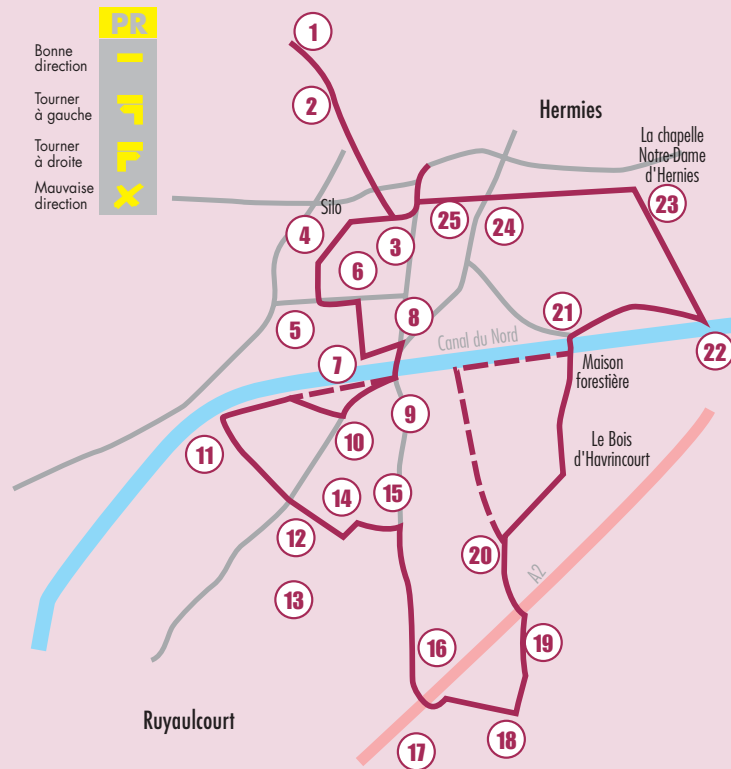 PR
Bonne
direction
Tourner
à gauche
Tourner
à droite
Mauvaise
direction
1
2
Hermies
La chapelle
Notre-Dame
d'Hernies
Silo
3
4
5
6
7
8
9
10
11
12
13
14
15
16
17
18
19
20
21
22
23
24
25
Canal du Nord
Maison
forestière
Le Bois
d'Havrincourt
A2
Ruyaulcourt